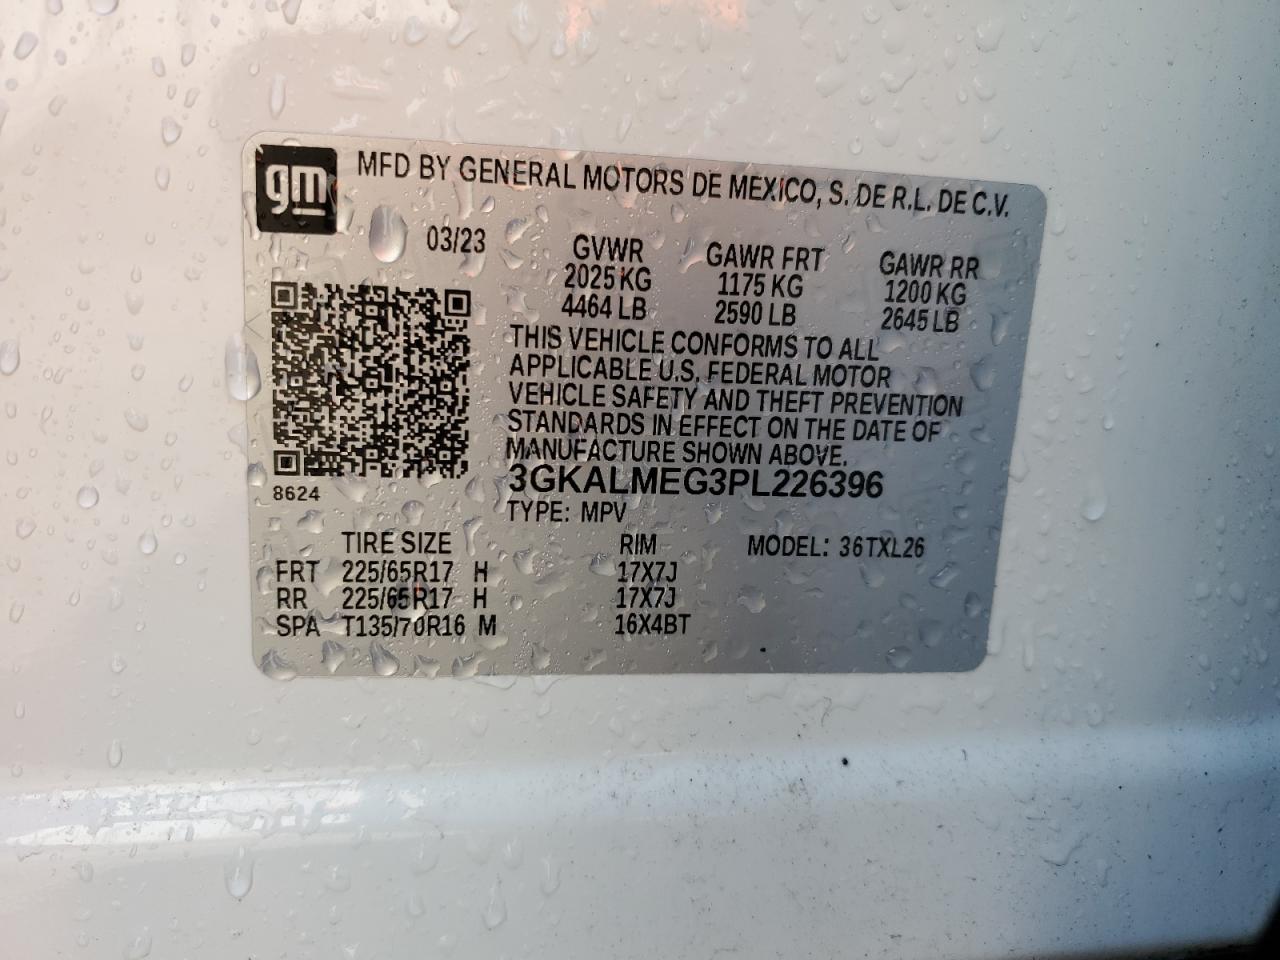 gm
MFD BY GENERAL MOTORS DE MEXICO, S. DE R.L. DE C.V.
03/23
GVWR GAWR FRT GAWR RR
2025 KG 1175 KG 1200 KG
4464 LB 2590 LB 2645 LB
THIS VEHICLE CONFORMS TO ALL
APPLICABLE U.S. FEDERAL MOTOR
VEHICLE SAFETY AND THEFT PREVENTION
STANDARDS IN EFFECT ON THE DATE OF
MANUFACTURE SHOWN ABOVE.
3GKALMEG3PL226396
8624
TYPE: MPV
TIRE SIZE RIM MODEL: 36TXL26
FRT 225/65R17 H 17X7J
RR 225/65R17 H 17X7J
SPA T135/70R16 M 16X4BT